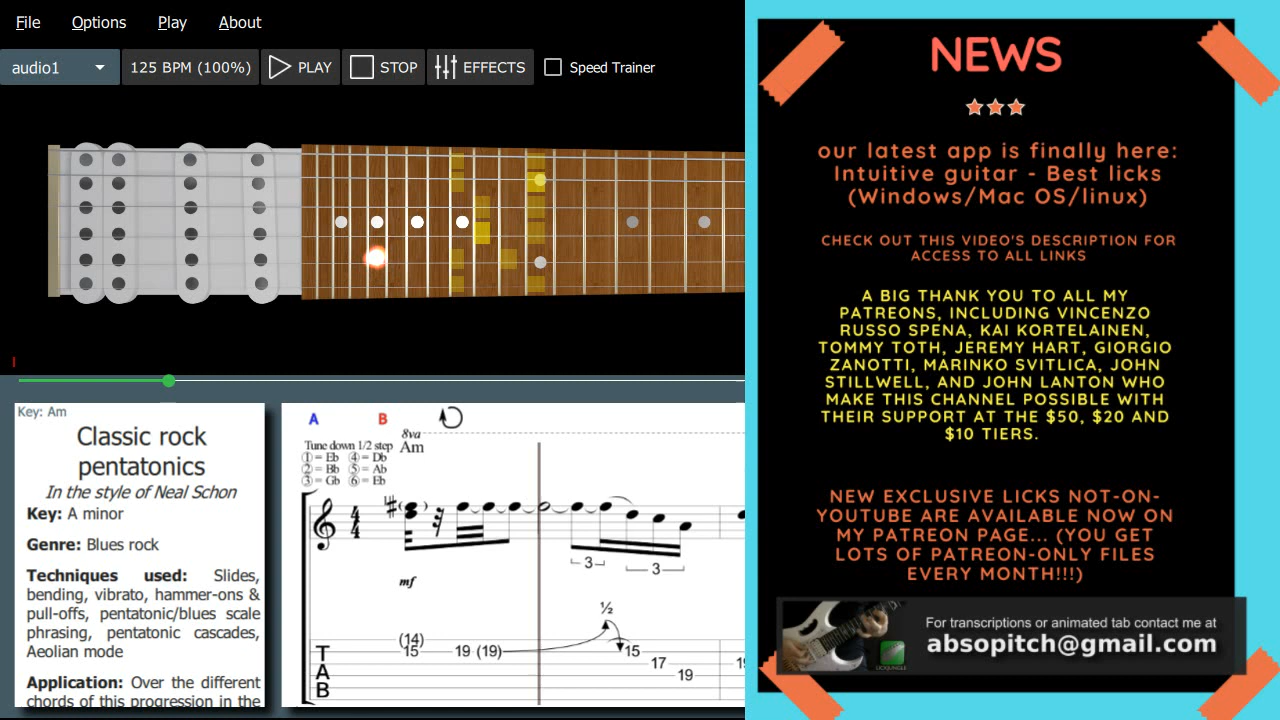 File Options Play About
audio1 125 BPM (100%) PLAY STOP EFFECTS Speed Trainer
Key: Am
Classic rock
pentatonics
In the style of Neal Schon
Key: A minor
Genre: Blues rock
Techniques used: Slides,
bending, vibrato, hammer-ons &
pull-offs, pentatonic/blues scale
phrasing, pentatonic cascades,
Aeolian mode
Application: Over the different
chords of this progression in the
A B
8va
Tune down 1/2 step Am
① = Eb ④ = Db
② = Bb ⑤ = Ab
③ = Gb ⑥ = Eb
4
4
3 3
mf
½
(14)
15 19 (19) 15
17
19
T
A
B
NEWS
our latest app is finally here:
Intuitive guitar - Best licks
(Windows/Mac OS/linux)
CHECK OUT THIS VIDEO'S DESCRIPTION FOR
ACCESS TO ALL LINKS
A BIG THANK YOU TO ALL MY
PATREONS, INCLUDING VINCENZO
RUSSO SPENA, KAI KORTELAINEN,
TOMMY TOTH, JEREMY HART, GIORGIO
ZANOTTI, MARINKO SVITLICA, JOHN
STILLWELL, AND JOHN LANTON WHO
MAKE THIS CHANNEL POSSIBLE WITH
THEIR SUPPORT AT THE $50, $20 AND
$10 TIERS.
NEW EXCLUSIVE LICKS NOT-ON-
YOUTUBE ARE AVAILABLE NOW ON
MY PATREON PAGE... (YOU GET
LOTS OF PATREON-ONLY FILES
EVERY MONTH!!!)
For transcriptions or animated tab contact me at
absopitch@gmail.com